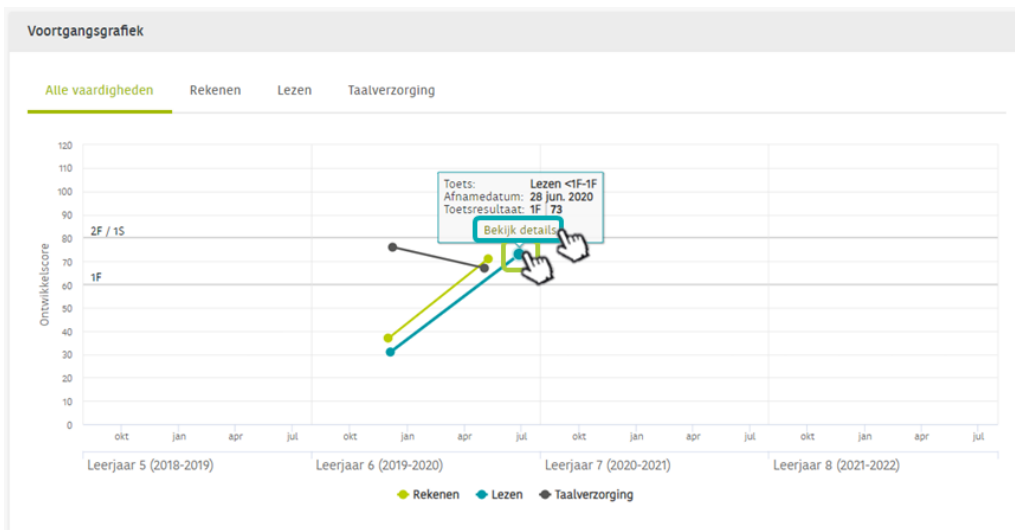 Voortgangsgrafiek
Alle vaardigheden Rekenen Lezen Taalverzorging
120
110
100
90
80
70
60
50
40
30
20
10
0
Ontwikkelscore
2F / 1S
1F
Toets: Lezen <1F-1F
Afnamedatum: 28 jun. 2020
Toetsresultaat: 1F | 73
Bekijk details
okt jan apr jul okt jan apr jul okt jan apr jul okt jan apr jul
Leerjaar 5 (2018-2019) Leerjaar 6 (2019-2020) Leerjaar 7 (2020-2021) Leerjaar 8 (2021-2022)
Rekenen Lezen Taalverzorging